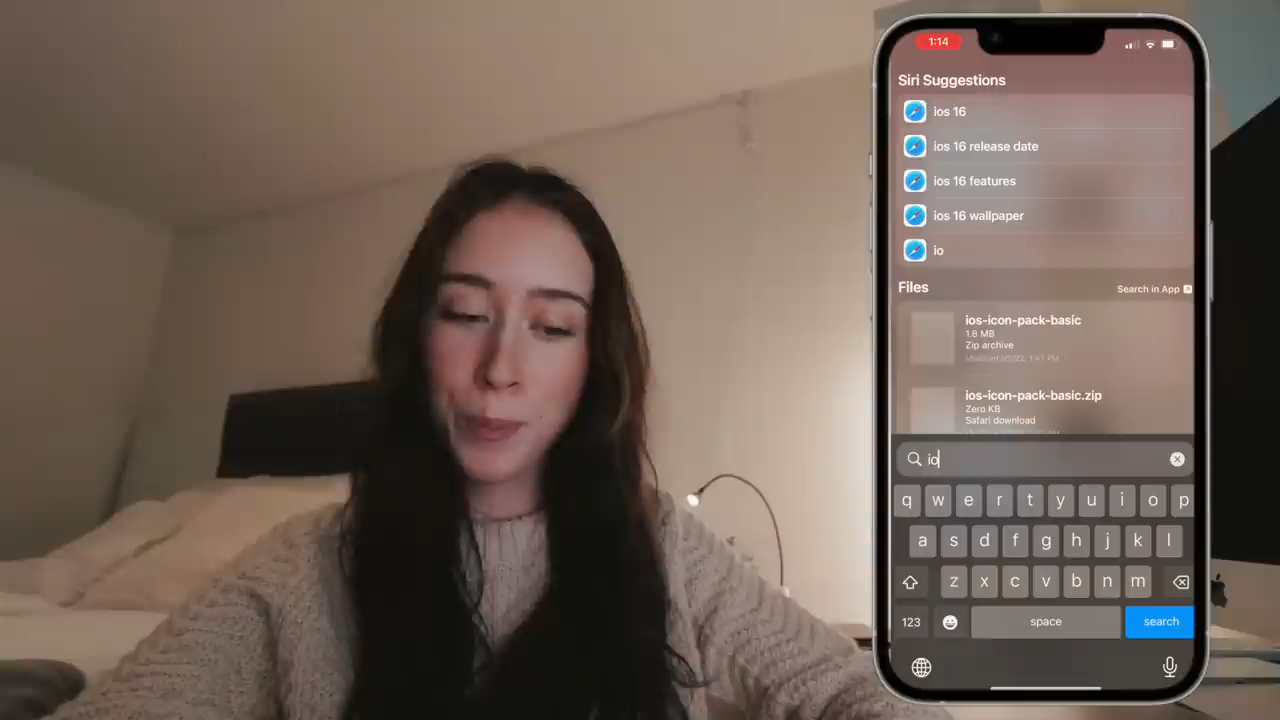 1:14
Siri Suggestions
ios 16
ios 16 release date
ios 16 features
ios 16 wallpaper
io
Files
Search in App
ios-icon-pack-basic
1.8 MB
Zip archive
ios-icon-pack-basic.zip
Zero KB
Safari download
io
q w e r t y u i o p
a s d f g h j k l
z x c v b n m
123 space search